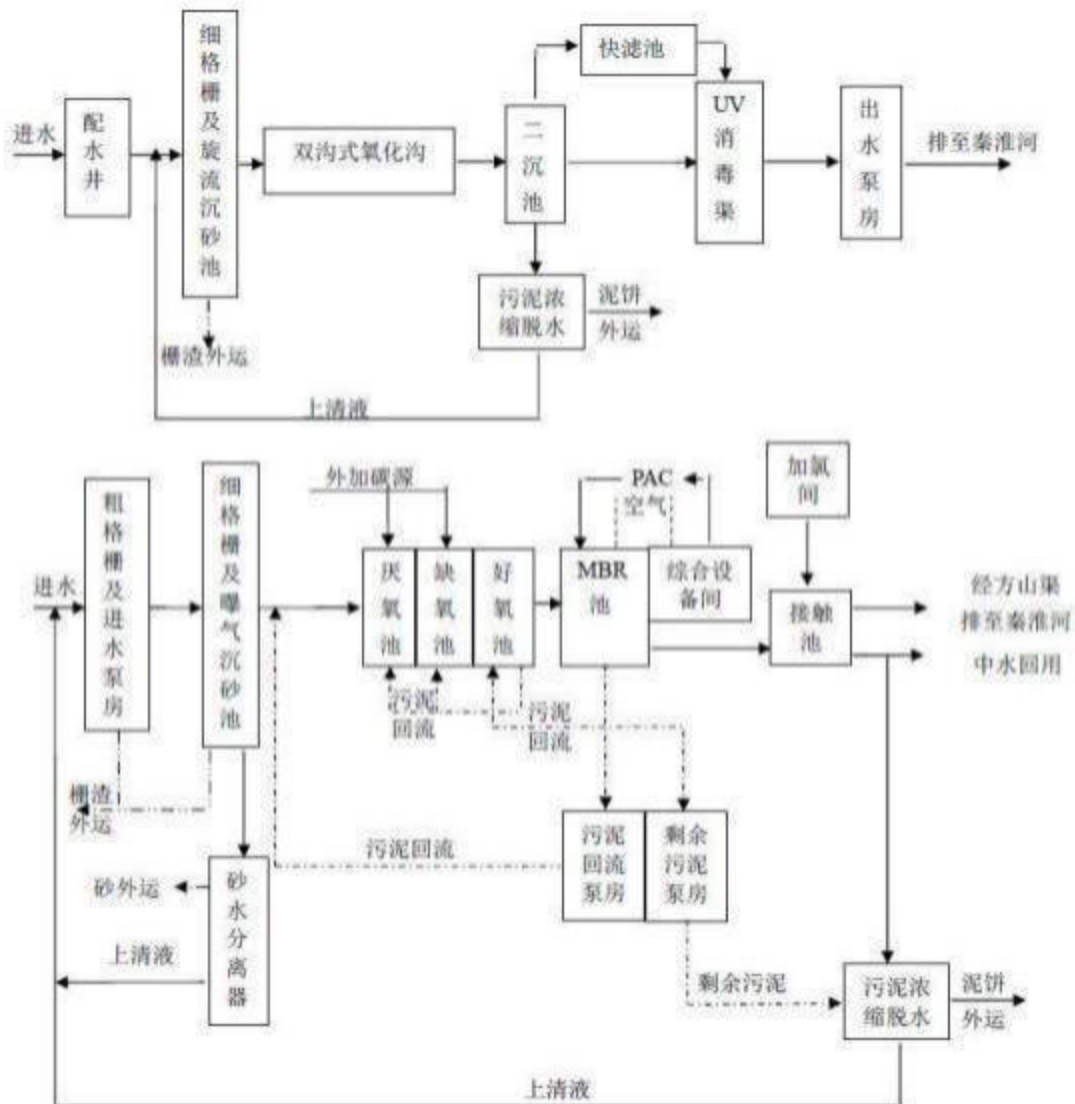 进水
配水井
细格栅及旋流沉砂池
栅渣外运
双沟式氧化沟
二沉池
快滤池
UV
消毒渠
出水泵房
排至秦淮河
污泥浓
缩脱水
泥饼
外运
上清液
进水
粗格栅及进水泵房
细格栅及曝气沉砂池
外加碳源
厌氧池
缺氧池
好氧池
PAC
空气
MBR
池
综合设
备间
加氯
间
接触
池
经方山渠
排至秦淮河
中水回用
污泥
回流
污泥
回流
栅渣
外运
污泥回流
污泥
回流
泵房
剩余
污泥
泵房
砂外运
砂水分离器
上清液
剩余污泥
污泥浓
缩脱水
泥饼
外运
上清液